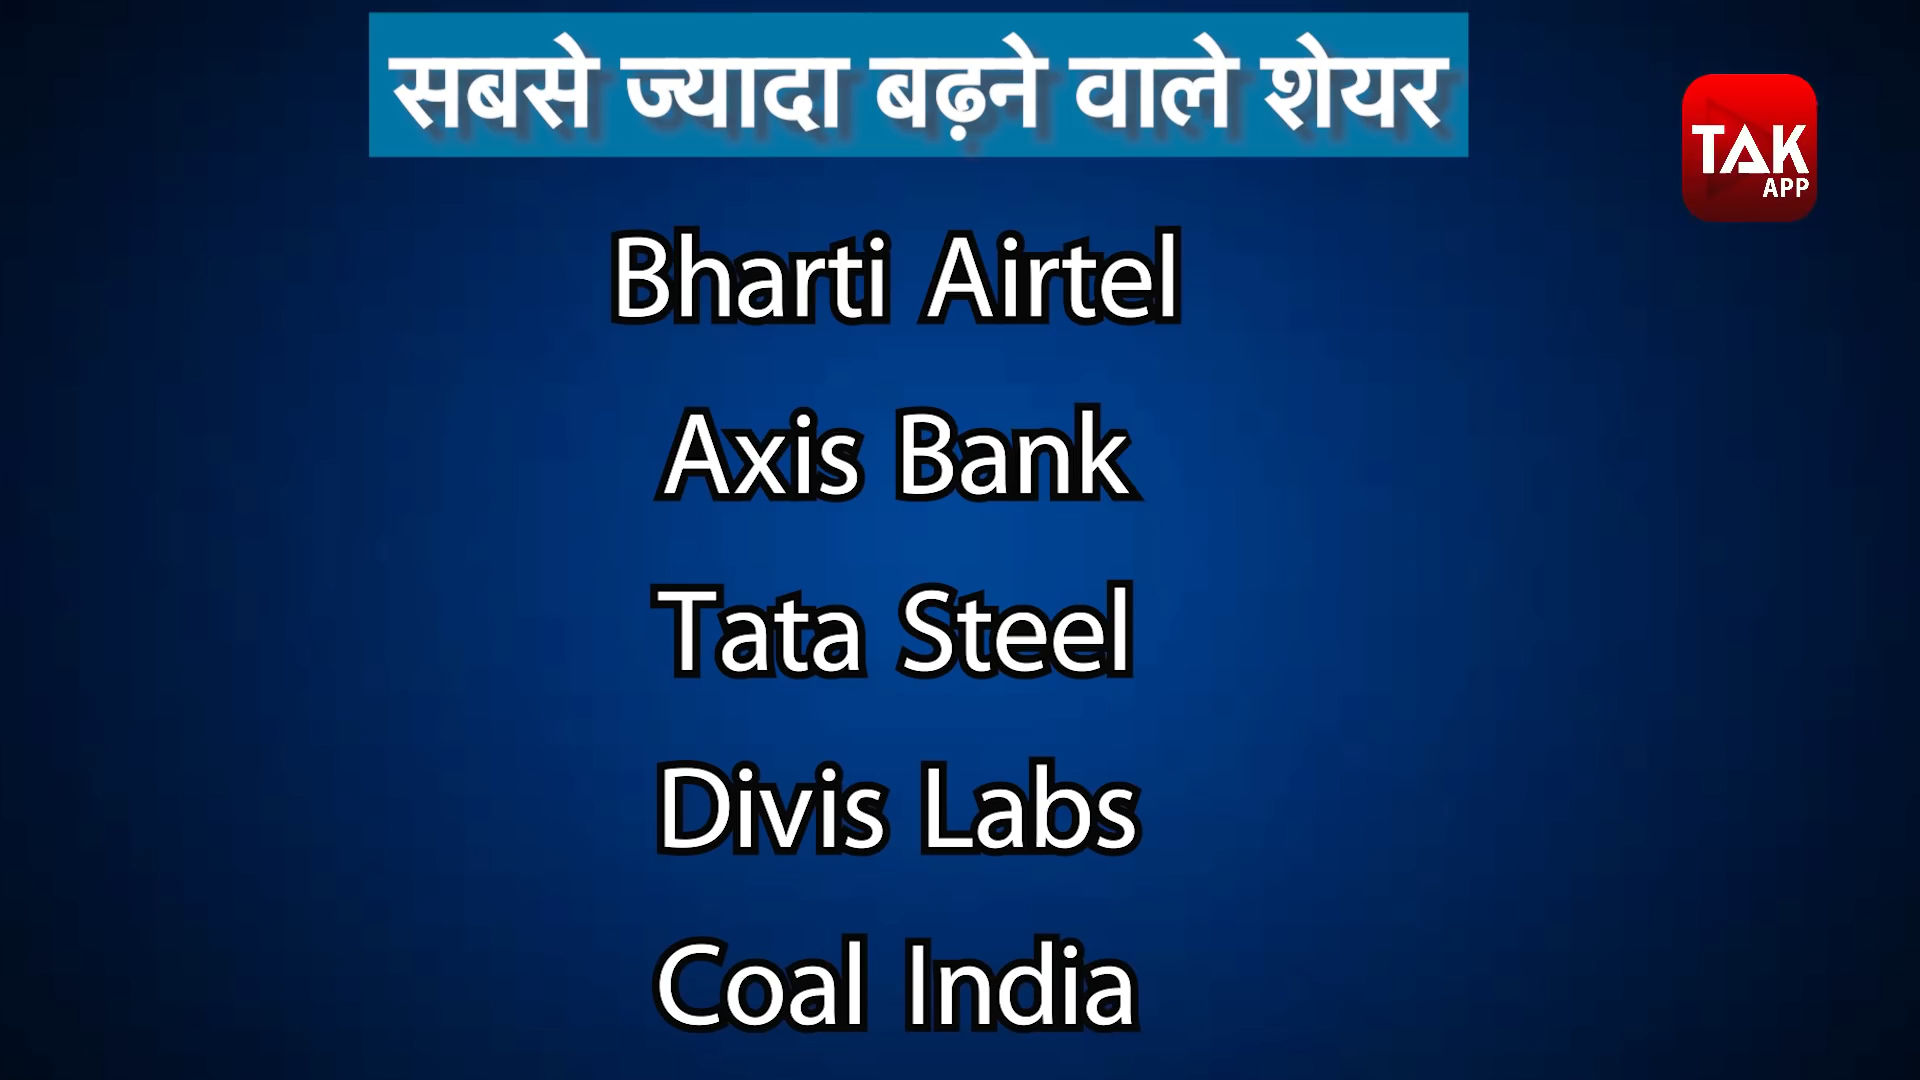 सबसे ज्यादा बढ़ने वाले शेयर
TAK
APP
Bharti Airtel
Axis Bank
Tata Steel
Divis Labs
Coal India